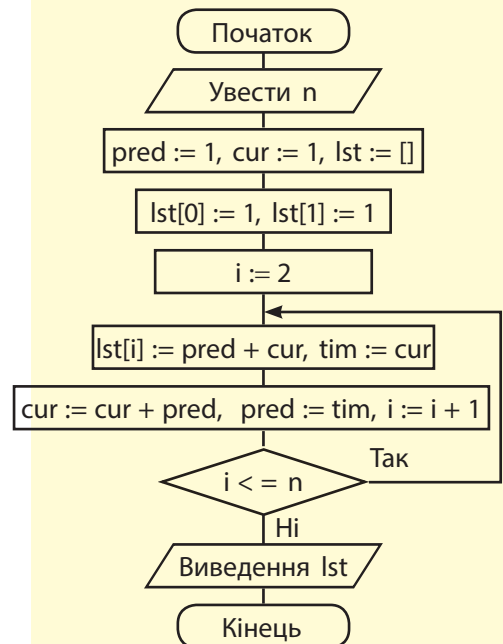 Початок
Увести n
pred := 1, cur := 1, lst := []
lst[0] := 1, lst[1] := 1
i := 2
lst[i] := pred + cur, tim := cur
cur := cur + pred, pred := tim, i := i + 1
Так
i < = n
Ні
Виведення lst
Кінець